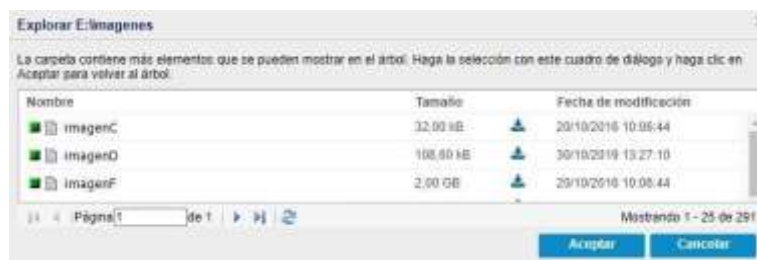 Explorar E:\imagenes
La carpeta contiene más elementos que se pueden mostrar en el árbol. Haga la selección con este cuadro de diálogo y haga clic en
Aceptar para volver al árbol.
Nombre Tamaño Fecha de modificación
imagenC 32,00 kB 20/10/2016 10:06:44
imagenD 108,60 kB 30/10/2019 13:27:10
imagenF 2,00 GB 20/10/2016 10:06:44
Página 1 de 1 Mostrando 1 - 25 de 291
Aceptar Cancelar